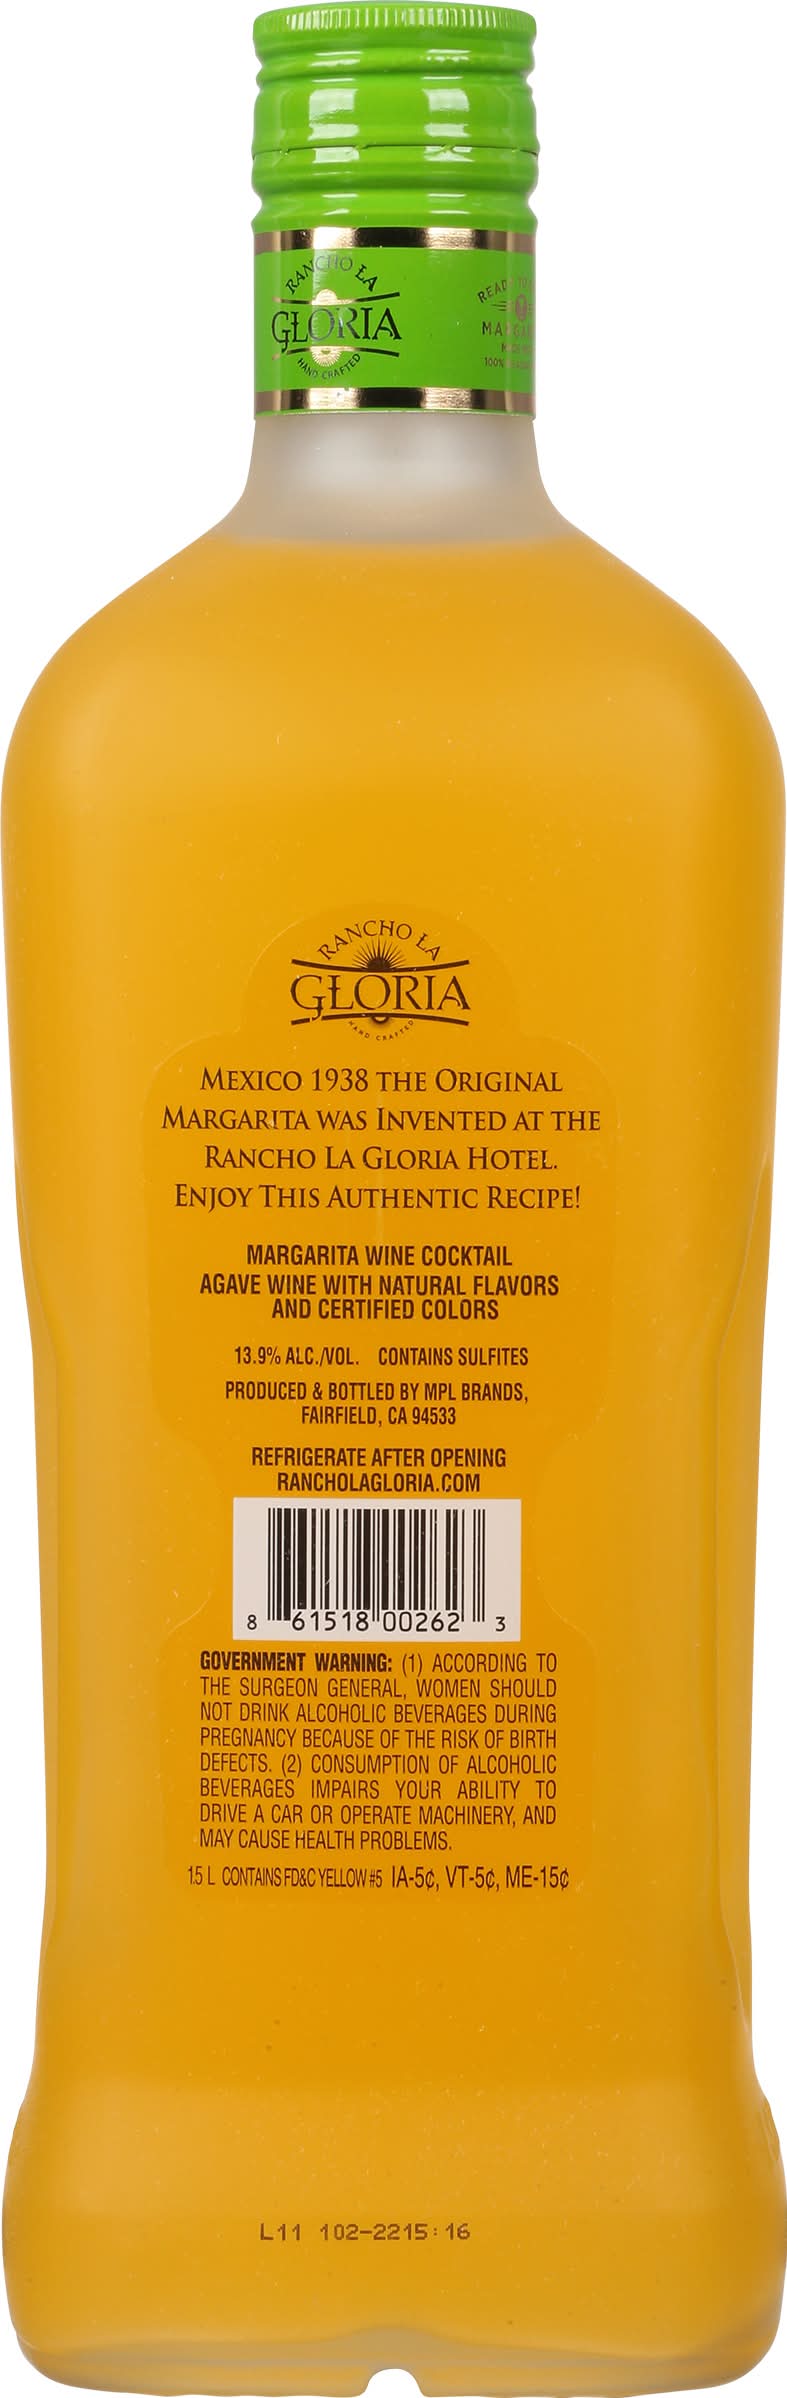 RANCHO LA
GLORIA
HAND CRAFTED
READY TO
MADE
100%
RANCHO LA
GLORIA
HAND CRAFTED
MEXICO 1938 THE ORIGINAL
MARGARITA WAS INVENTED AT THE
RANCHO LA GLORIA HOTEL.
ENJOY THIS AUTHENTIC RECIPE!
MARGARITA WINE COCKTAIL
AGAVE WINE WITH NATURAL FLAVORS
AND CERTIFIED COLORS
13.9% ALC./VOL. CONTAINS SULFITES
PRODUCED & BOTTLED BY MPL BRANDS,
FAIRFIELD, CA 94533
REFRIGERATE AFTER OPENING
RANCHOLAGLORIA.COM
8 61518 00262 3
GOVERNMENT WARNING: (1) ACCORDING TO
THE SURGEON GENERAL, WOMEN SHOULD
NOT DRINK ALCOHOLIC BEVERAGES DURING
PREGNANCY BECAUSE OF THE RISK OF BIRTH
DEFECTS. (2) CONSUMPTION OF ALCOHOLIC
BEVERAGES IMPAIRS YOUR ABILITY TO
DRIVE A CAR OR OPERATE MACHINERY, AND
MAY CAUSE HEALTH PROBLEMS.
1.5 L CONTAINS FD&C YELLOW #5 IA-5¢, VT-5¢, ME-15¢
L11 102-2215:16